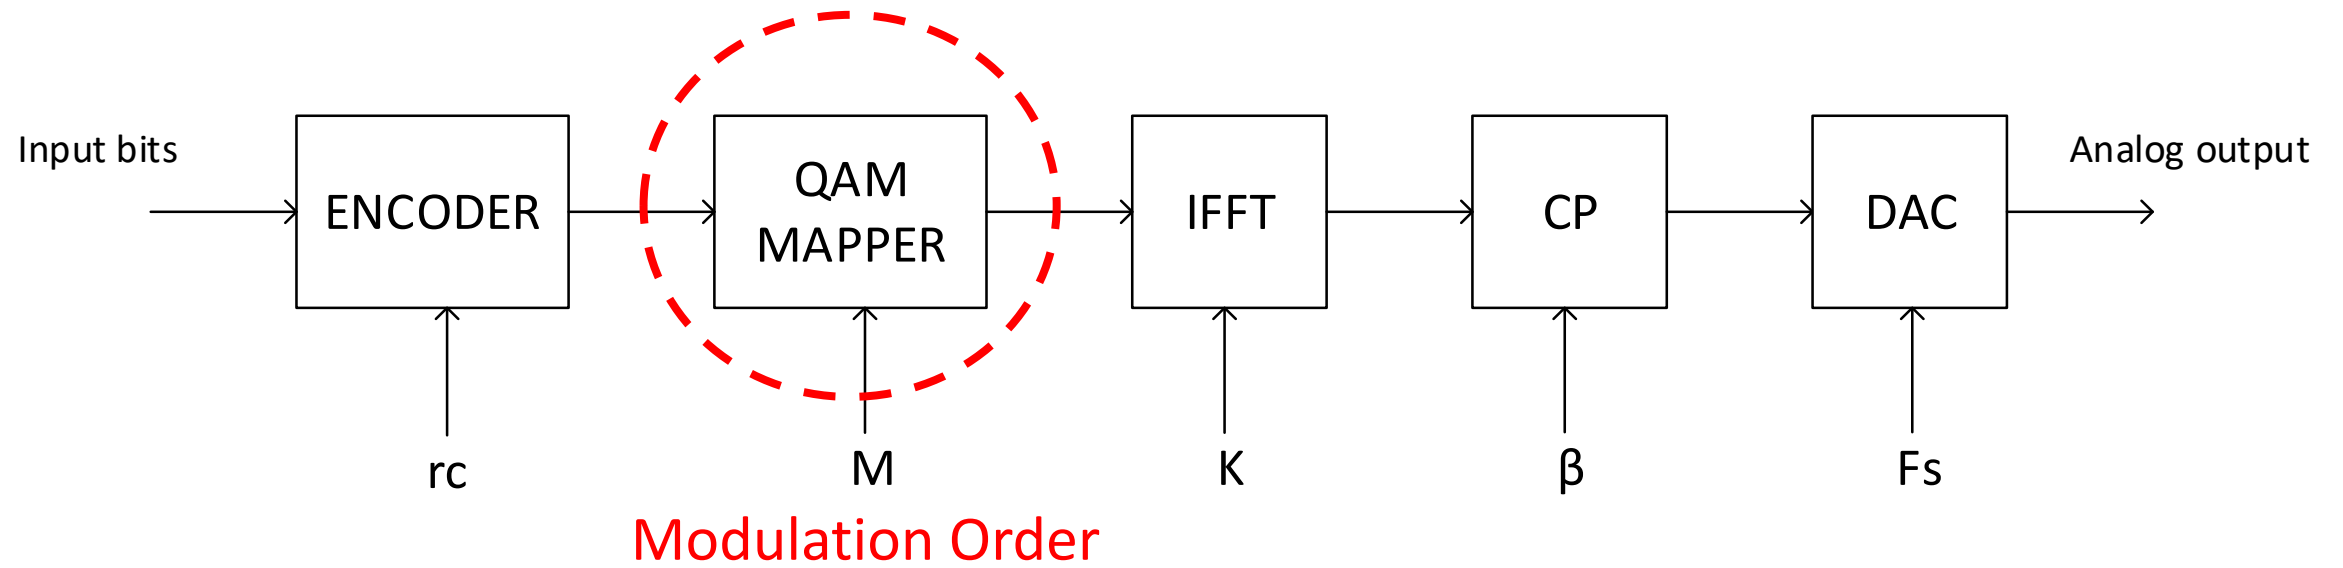 Input bits
ENCODER
QAM
MAPPER
IFFT
CP
DAC
Analog output
rc
M
K
β
Fs
Modulation Order